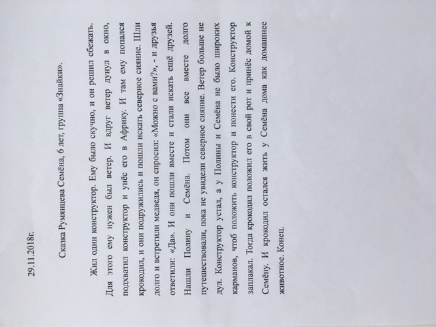 29.11.2018г.
Сказка Румянцева Семёна, 6 лет, группа «Знайки».
Жил один конструктор. Ему было скучно, и он решил сбежать.
Для этого ему нужен был ветер. И вдруг ветер дунул в окно,
подхватил конструктор и унёс его в Африку. И там ему попался
крокодил, и они подружились и пошли искать северное сияние. Шли
долго и встретили медведя, он спросил: «Можно с вами?», - и друзья
ответили: «Да». И они пошли вместе и стали искать ещё друзей.
Нашли Полину и Семёна. Потом они все вместе долго
путешествовали, пока не увидели северное сияние. Ветер больше не
дул. Конструктор устал, а у Полины и Семёна не было широких
карманов, чтоб положить конструктор и понести его. Конструктор
заплакал. Тогда крокодил положил его в свой рот и принёс домой к
Семёну. И крокодил остался жить у Семёна дома как домашнее
животное. Конец.